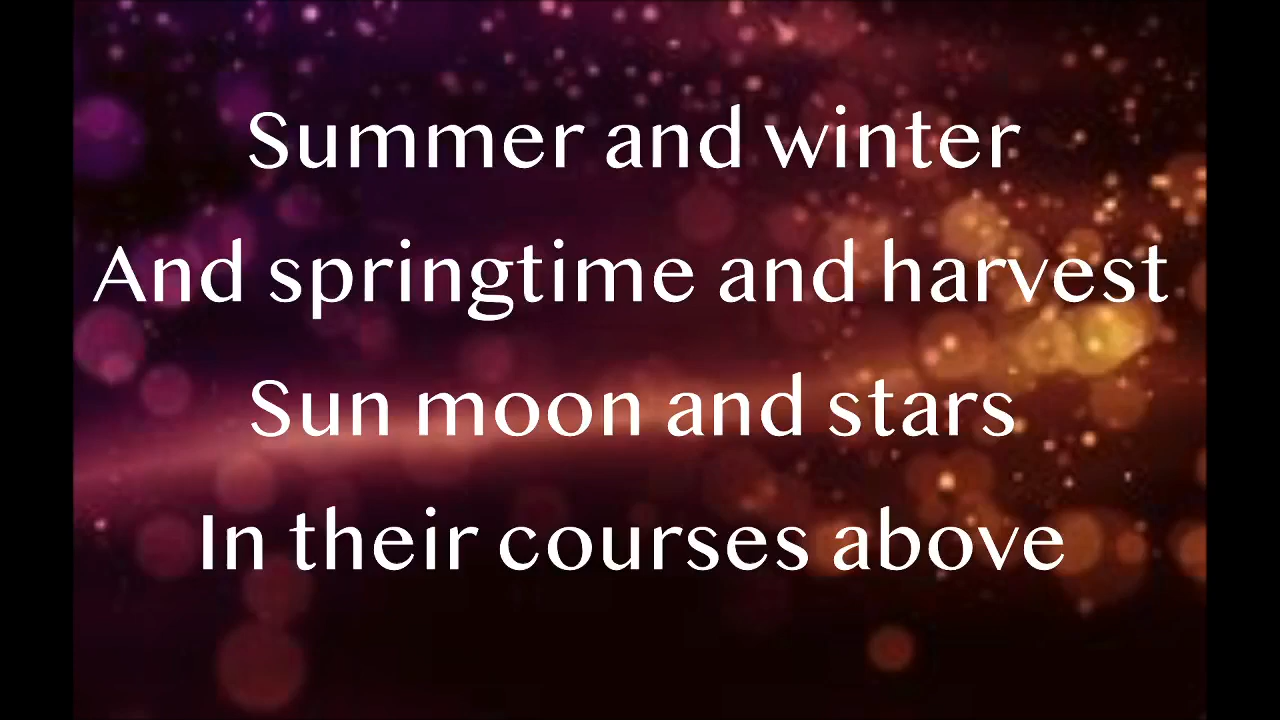 Summer and winter
And springtime and harvest
Sun moon and stars
In their courses above